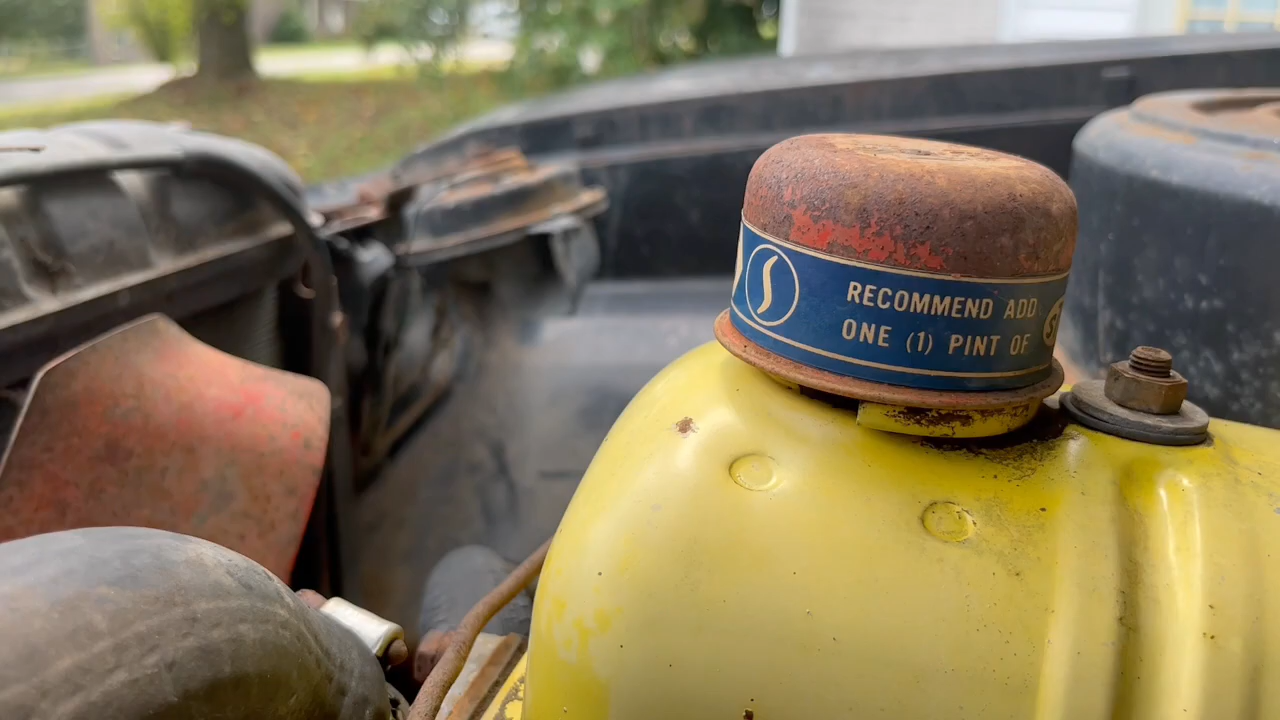 RECOMMEND ADD
ONE (1) PINT OF